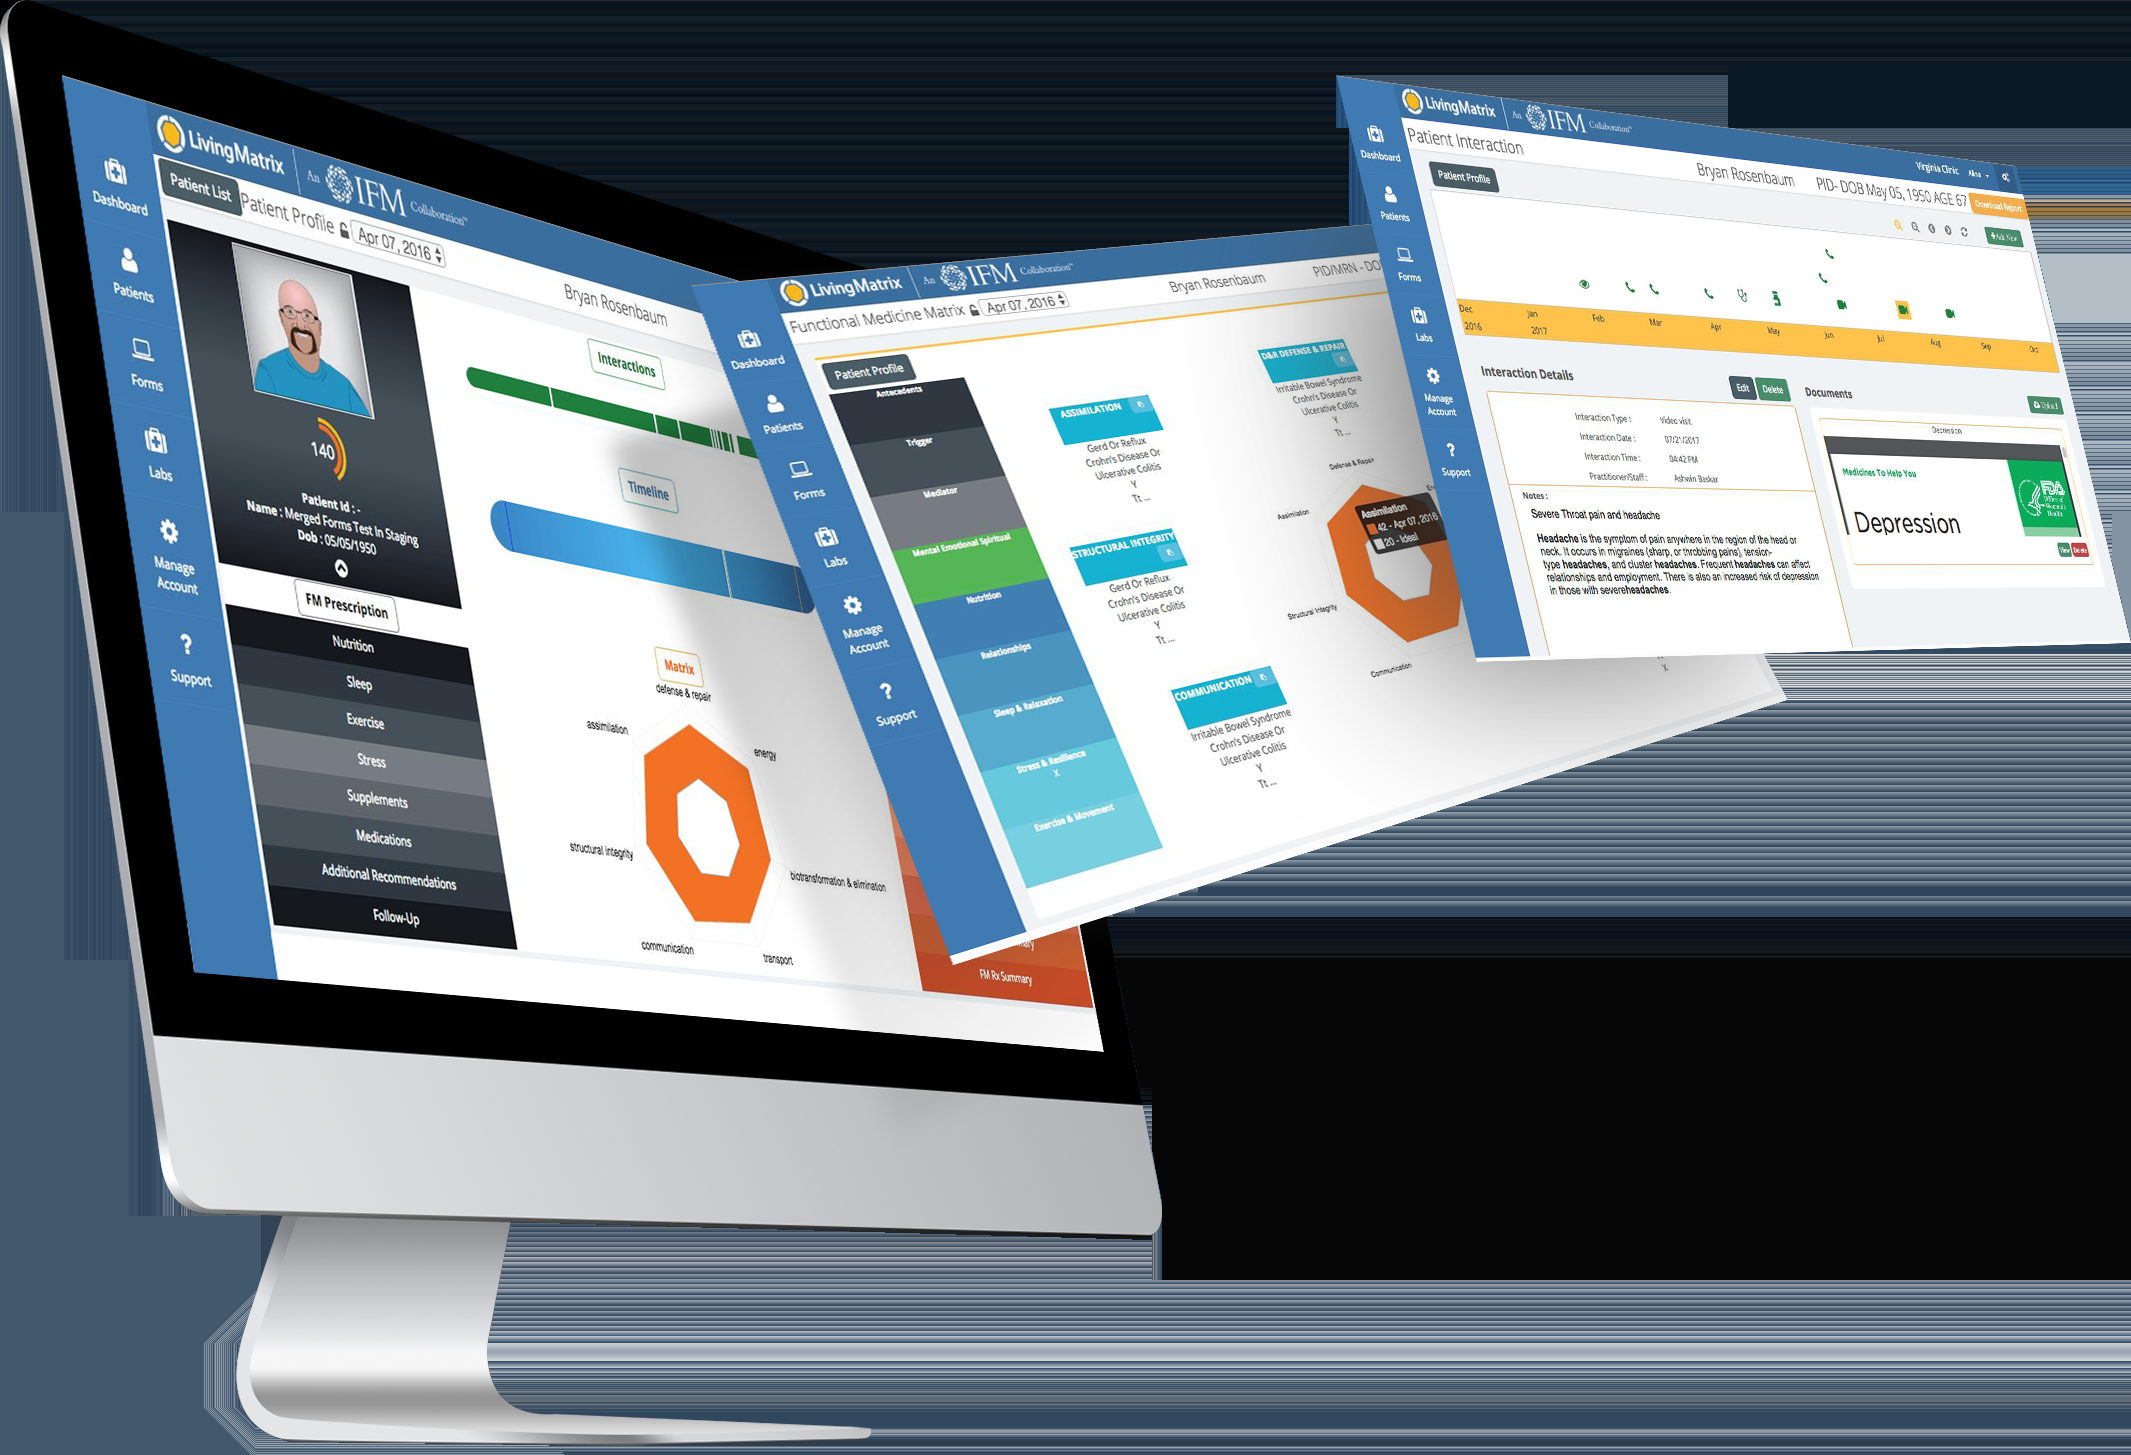 LivingMatrix
An IFM Collaboration™
Patient List
Patient Profile
Apr 07, 2016
Bryan Rosenbaum
Dashboard
Patients
Forms
Labs
Manage
Account
Support
140
Patient Id : -
Name : Merged Forms Test In Staging
Dob : 05/05/1950
FM Prescription
Nutrition
Sleep
Exercise
Stress
Supplements
Medications
Additional Recommendations
Follow-Up
Interactions
Timeline
Matrix
defense & repair
assimilation
energy
structural integrity
biotransformation & elimination
communication
transport
FM Rx Summary
LivingMatrix
An IFM Collaboration™
Functional Medicine Matrix
Apr 07, 2016
Bryan Rosenbaum
PID/MRN - DO
Dashboard
Patients
Forms
Labs
Manage
Account
Support
Patient Profile
Antecedents
Trigger
Mediator
Mental Emotional Spiritual
Nutrition
Relationships
Sleep & Relaxation
Stress & Resilience
X
Exercise & Movement
ASSIMILATION
Gerd Or Reflux
Crohn's Disease Or
Ulcerative Colitis
Y
Tt ...
STRUCTURAL INTEGRITY
Gerd Or Reflux
Crohn's Disease Or
Ulcerative Colitis
Y
Tt ...
COMMUNICATION
Irritable Bowel Syndrome
Crohn's Disease Or
Ulcerative Colitis
Y
Tt ...
D&R DEFENSE & REPAIR
Irritable Bowel Syndrome
Crohn's Disease Or
Ulcerative Colitis
Y
Tt ...
Defense & Repair
Assimilation
Assimilation
42 - Apr 07, 2016
20 - Ideal
Structural Integrity
Communication
X
LivingMatrix
An IFM Collaboration™
Virginia Clinic
Patient Interaction
Bryan Rosenbaum
PID- DOB May 05, 1950 AGE 67
Download Report
Dashboard
Patients
Forms
Labs
Manage
Account
Support
Patient Profile
Add New
Dec
2016
Jan
2017
Feb
Mar
Apr
May
Jun
Jul
Aug
Sep
Oct
Interaction Details
Edit
Delete
Interaction Type : Video visit
Interaction Date : 07/21/2017
Interaction Time : 04:42 PM
Practitioner/Staff : Ashwin Baskar
Notes :
Severe Throat pain and headache
Headache is the symptom of pain anywhere in the region of the head or
neck. It occurs in migraines (sharp, or throbbing pains), tension-
type headaches, and cluster headaches. Frequent headaches can affect
relationships and employment. There is also an increased risk of depression
in those with severeheadaches.
Documents
Upload
Depression
Medicines To Help You
Depression
FDA
Office of
Women's
Health
View
Delete